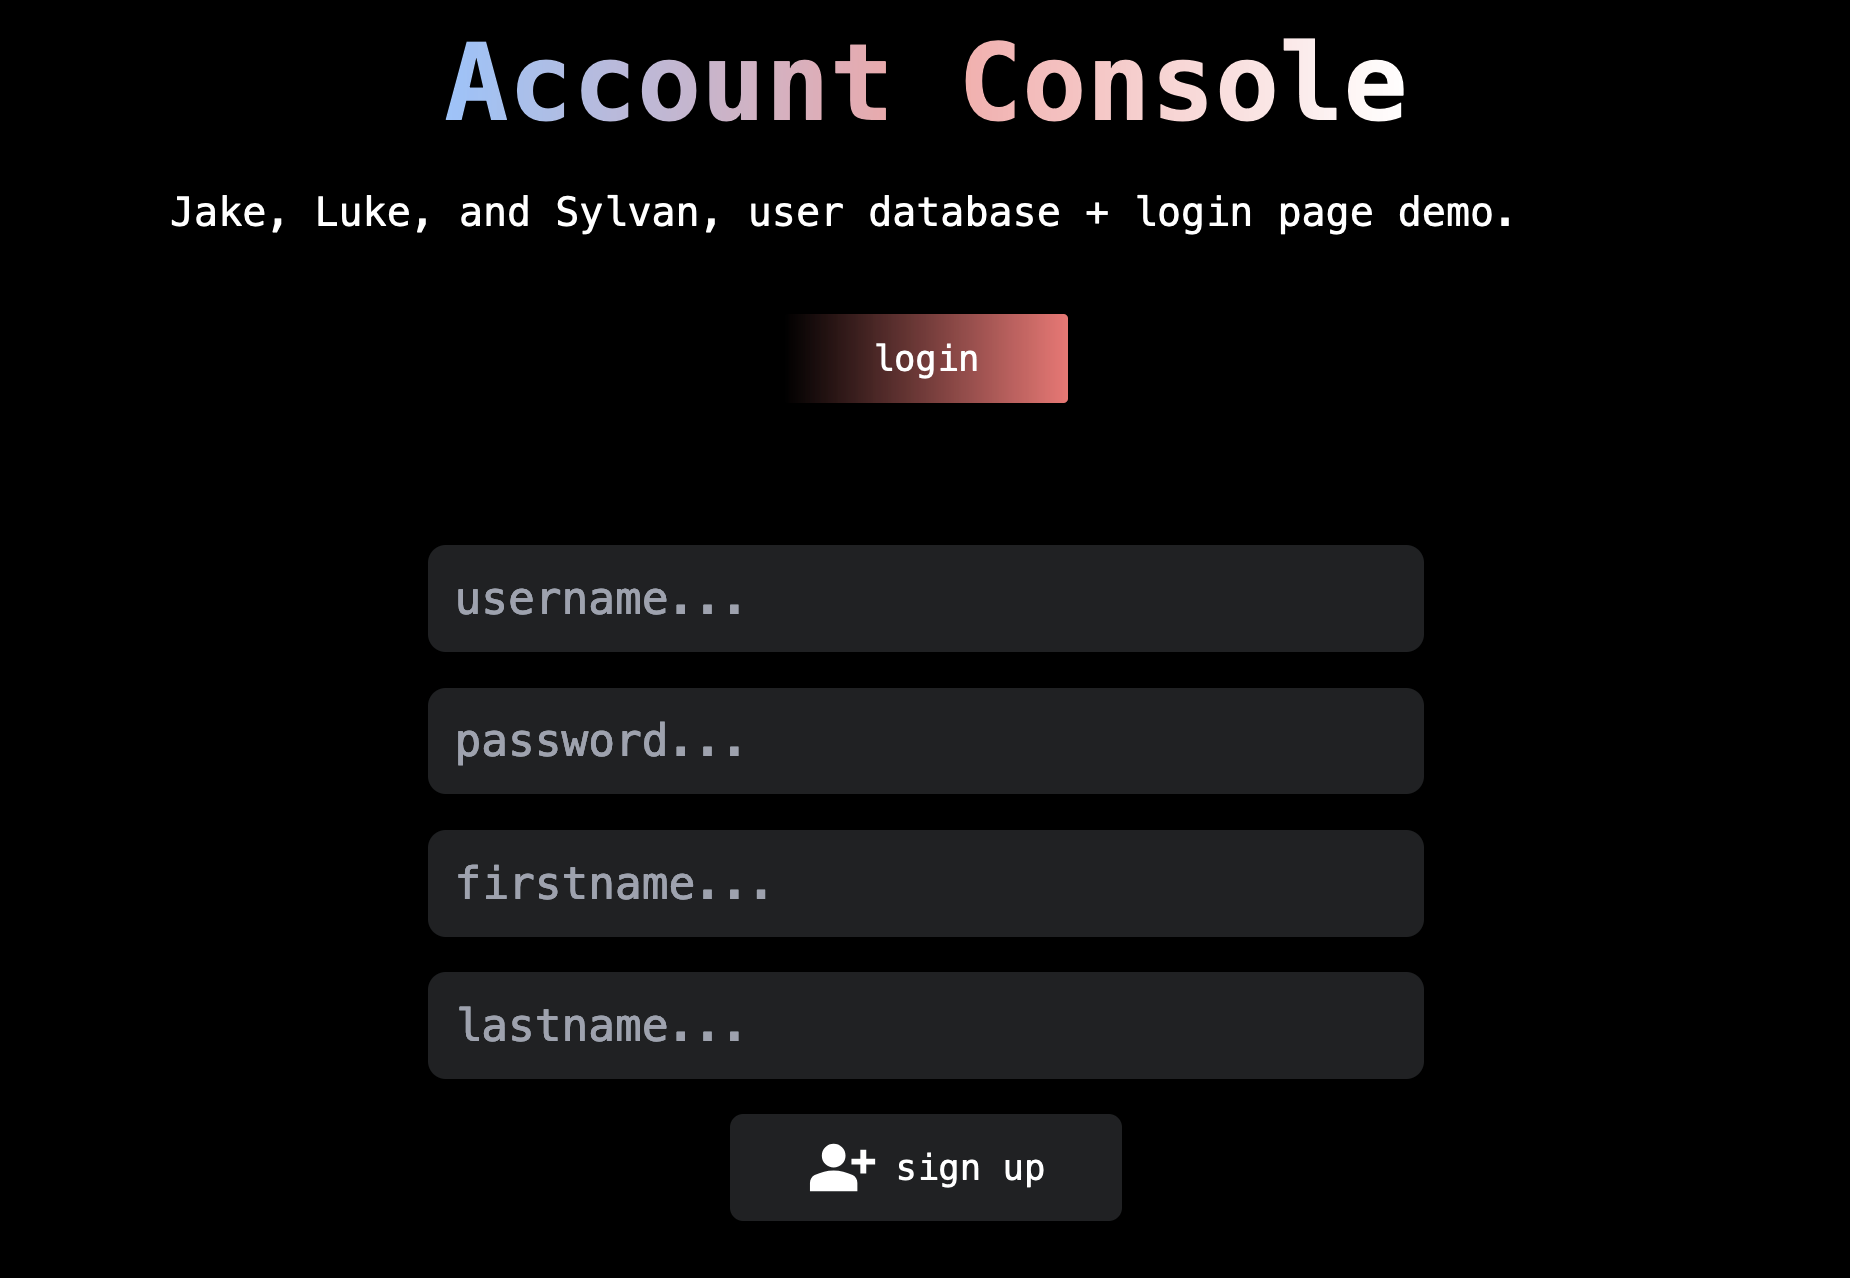 Account Console
Jake, Luke, and Sylvan, user database + login page demo.
login
username...
password...
firstname...
lastname...
sign up